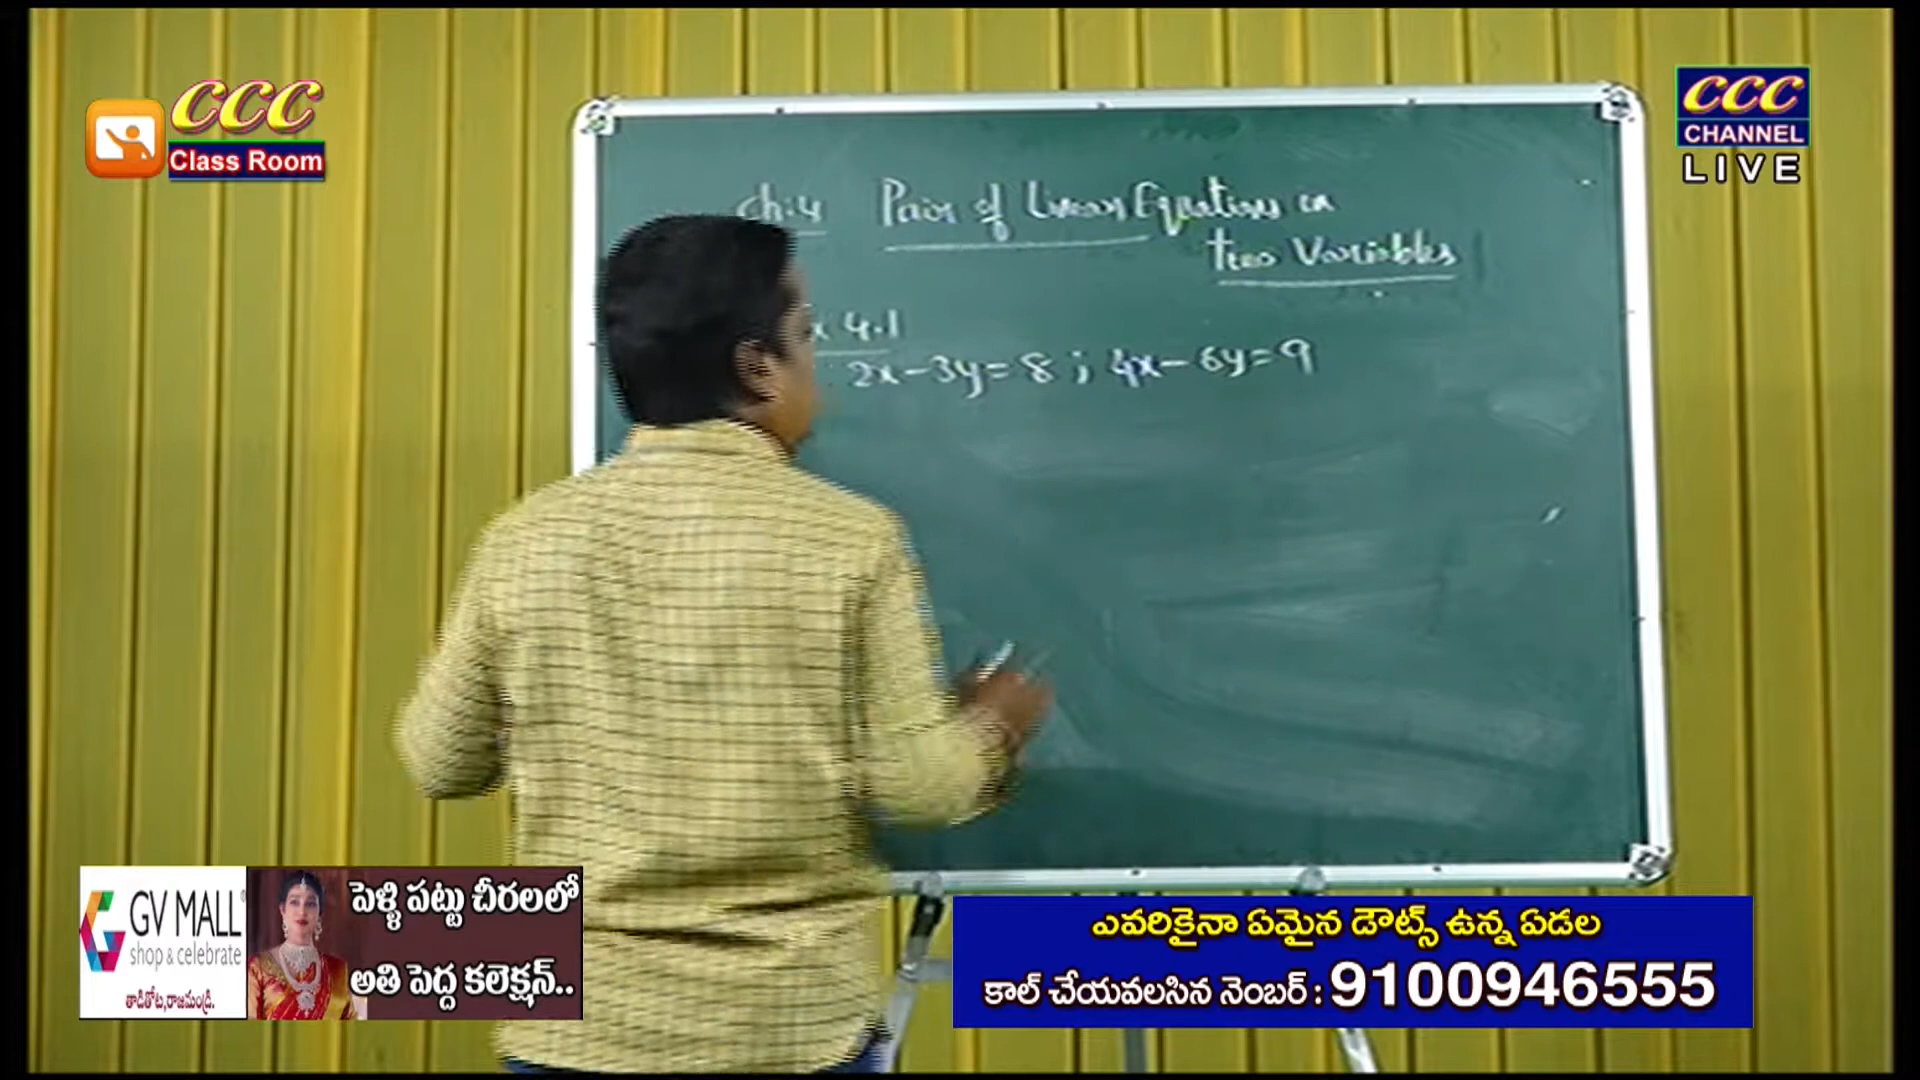 CCC
Class Room
CCC
CHANNEL
LIVE
Ch:4 Pair of Linear Equations in
two Variables
x 4.1
2x-3y=8 ; 4x-6y=9
GV MALL
shop & celebrate
తాడితోట,రాజమండ్రి.
పెళ్ళి పట్టు చీరలలో
అతి పెద్ద కలెక్షన్..
ఎవరికైనా ఏమైన డౌట్స్ ఉన్న ఏడల
కాల్ చేయవలసిన నెంబర్ : 9100946555